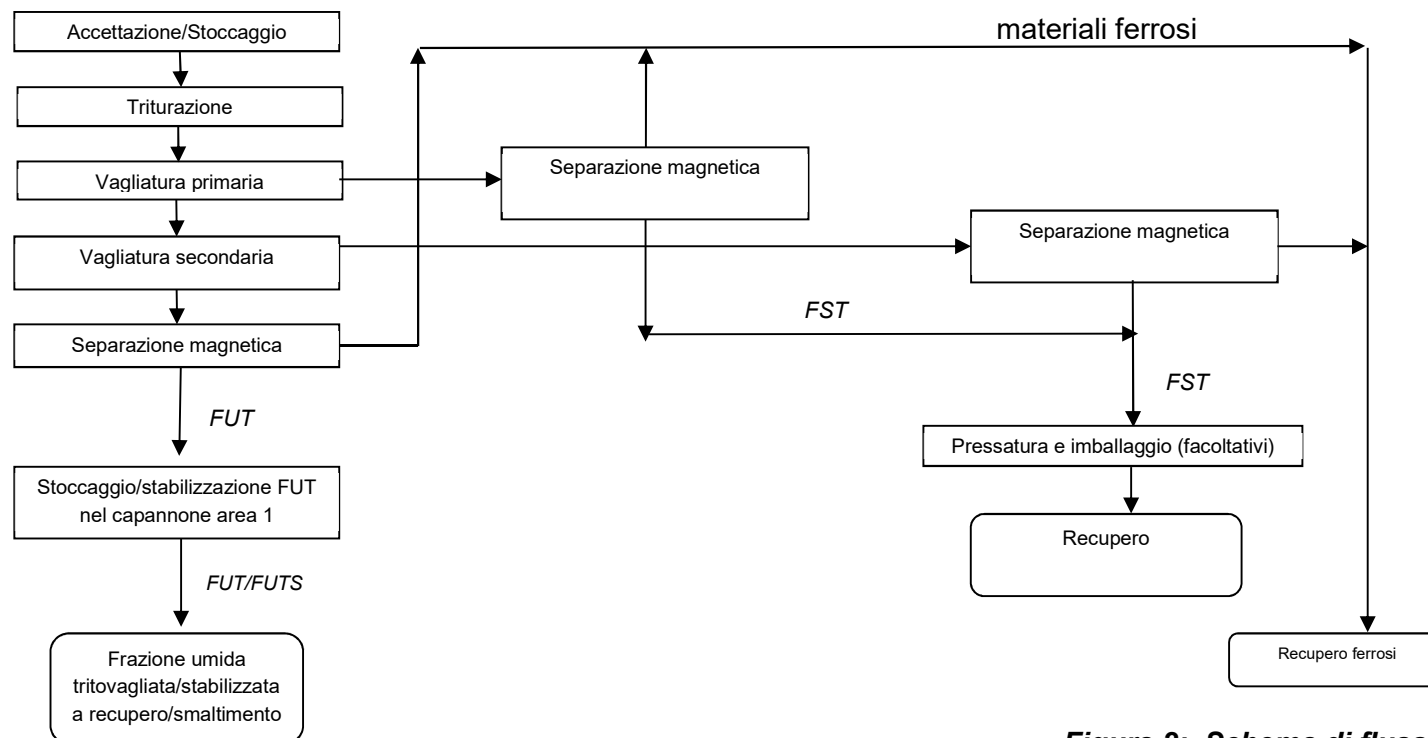 Accettazione/Stoccaggio
materiali ferrosi
Triturazione
Vagliatura primaria
Separazione magnetica
Vagliatura secondaria
Separazione magnetica
Separazione magnetica
FST
FST
FUT
Pressatura e imballaggio (facoltativi)
Stoccaggio/stabilizzazione FUT
nel capannone area 1
Recupero
FUT/FUTS
Frazione umida
tritovagliata/stabilizzata
a recupero/smaltimento
Recupero ferrosi